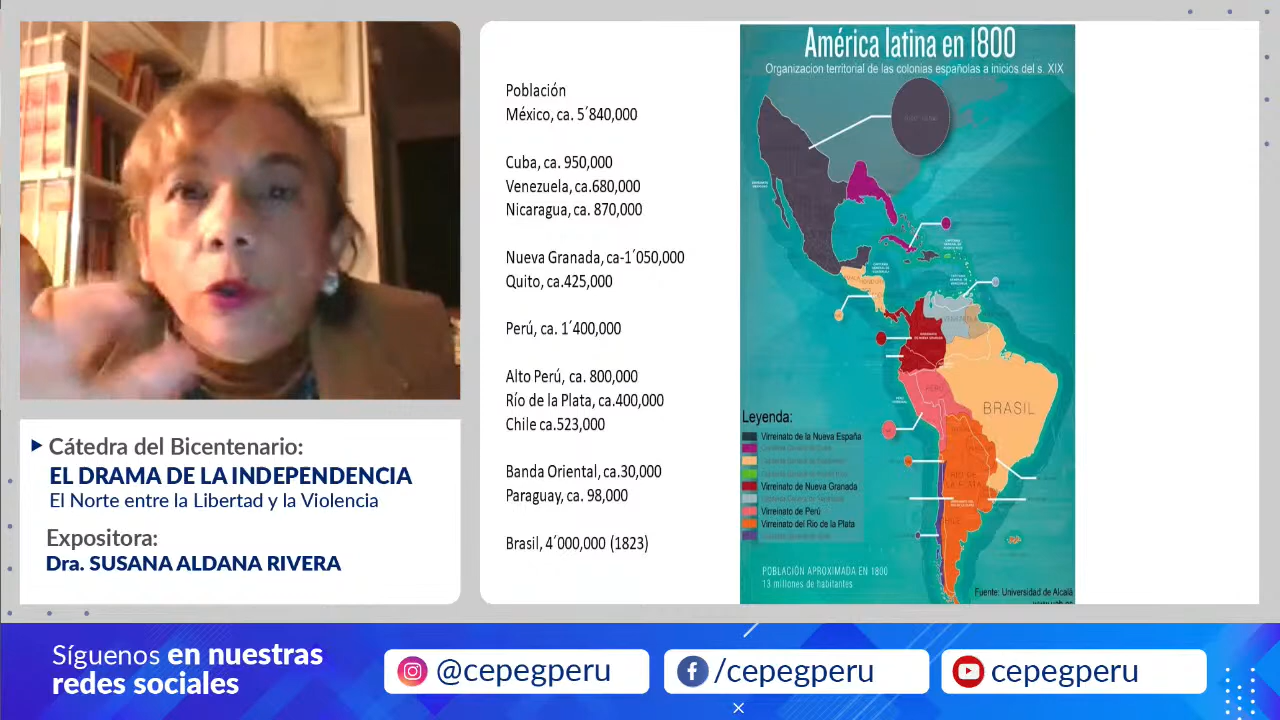 Población
México, ca. 5´840,000
Cuba, ca. 950,000
Venezuela, ca.680,000
Nicaragua, ca. 870,000
Nueva Granada, ca-1´050,000
Quito, ca.425,000
Perú, ca. 1´400,000
Alto Perú, ca. 800,000
Río de la Plata, ca.400,000
Chile ca.523,000
Banda Oriental, ca.30,000
Paraguay, ca. 98,000
Brasil, 4´000,000 (1823)
América latina en 1800
Organizacion territorial de las colonias españolas a inicios del s. XIX
PERÚ
BRASIL
Leyenda:
Virreinato de la Nueva España
Virreinato de Nueva Granada
Virreinato de Perú
Virreinato del Rio de la Plata
POBLACIÓN APROXIMADA EN 1800
13 millones de habitantes
Fuente: Universidad de Alcalá
Cátedra del Bicentenario:
EL DRAMA DE LA INDEPENDENCIA
El Norte entre la Libertad y la Violencia
Expositora:
Dra. SUSANA ALDANA RIVERA
Síguenos en nuestras
redes sociales
@cepegperu
/cepegperu
cepegperu